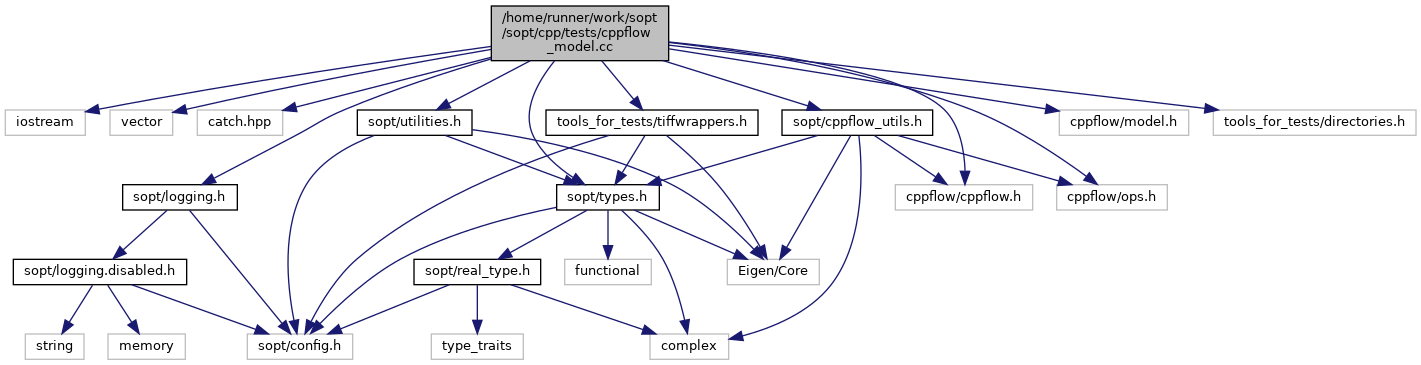 /home/runner/work/sopt
/sopt/cpp/tests/cppflow
_model.cc
iostream
vector
catch.hpp
sopt/utilities.h
tools_for_tests/tiffwrappers.h
sopt/cppflow_utils.h
cppflow/model.h
tools_for_tests/directories.h
sopt/logging.h
sopt/types.h
cppflow/cppflow.h
cppflow/ops.h
sopt/logging.disabled.h
sopt/real_type.h
functional
Eigen/Core
string
memory
sopt/config.h
type_traits
complex